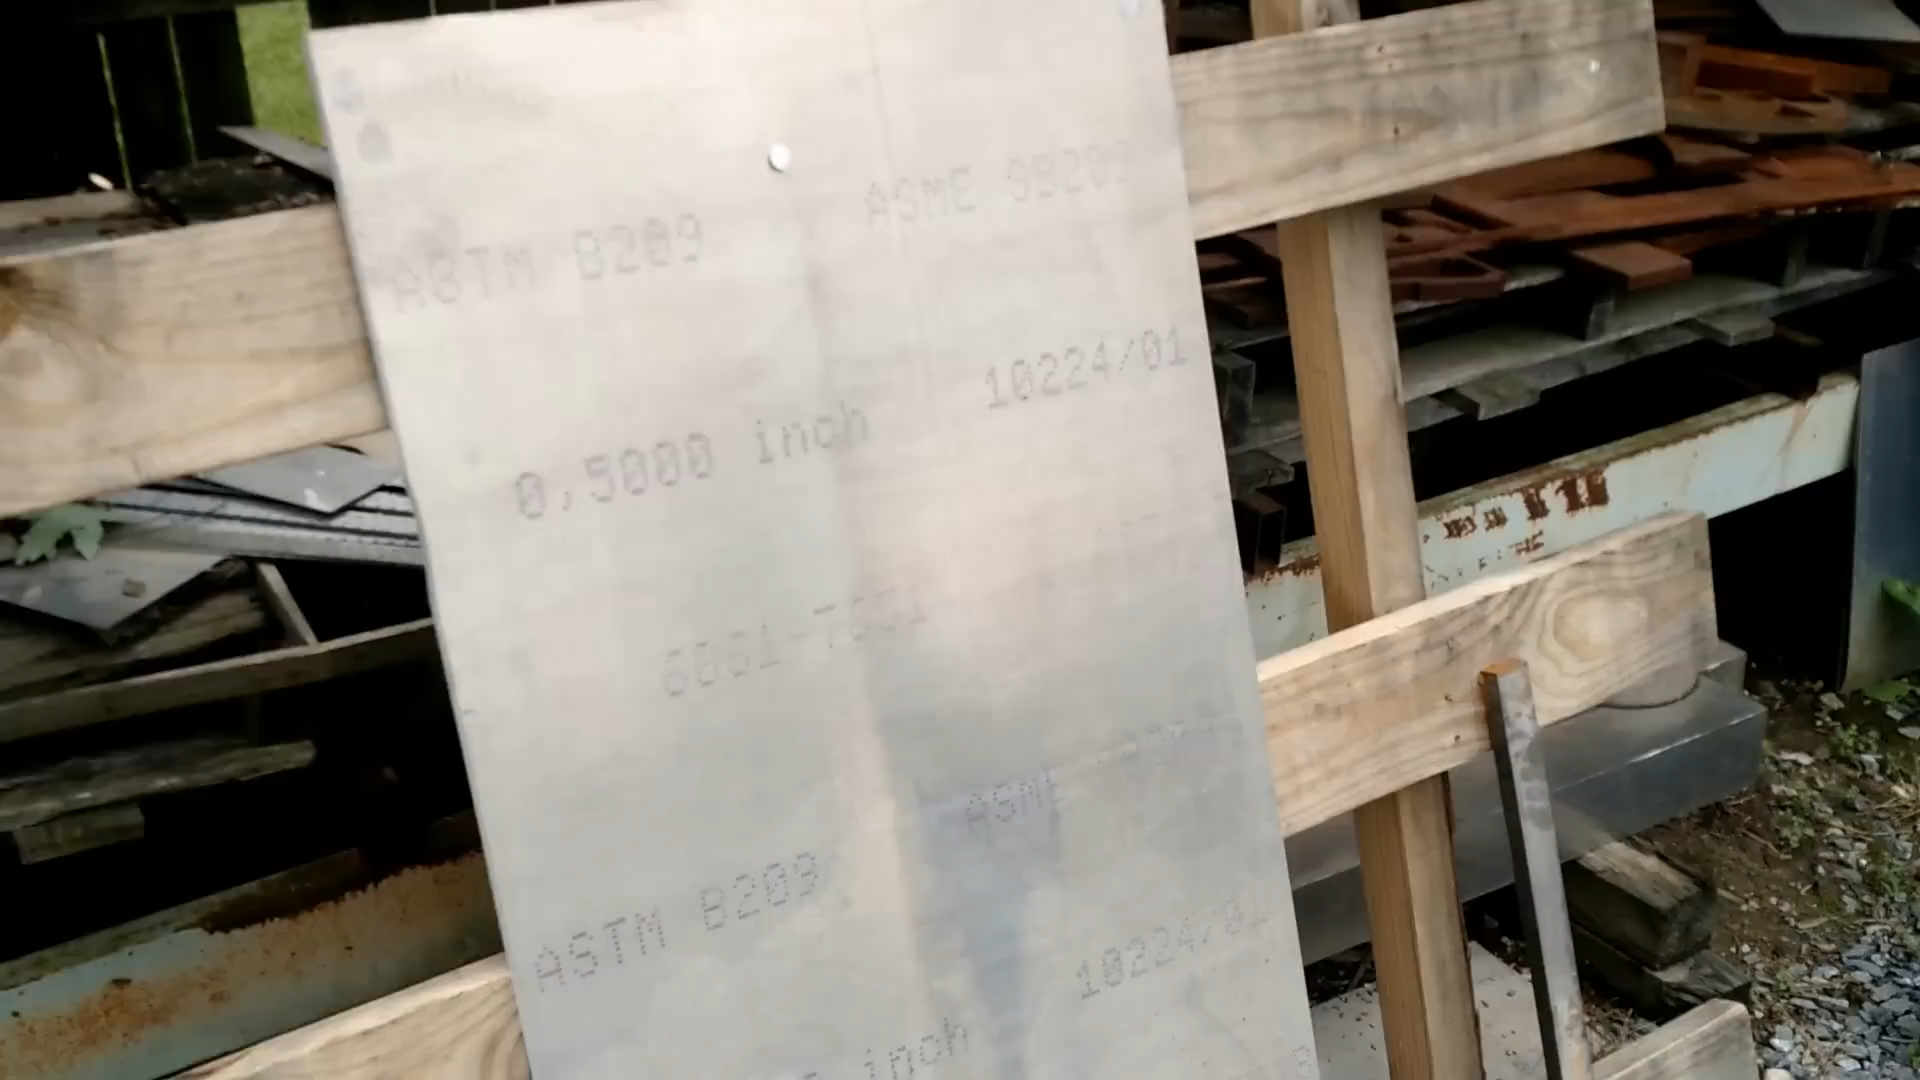 ASTM B209 ASME SB209
0,5000 inch 10224/01
6061-T651
ASTM B209 ASME
inch 10224/01